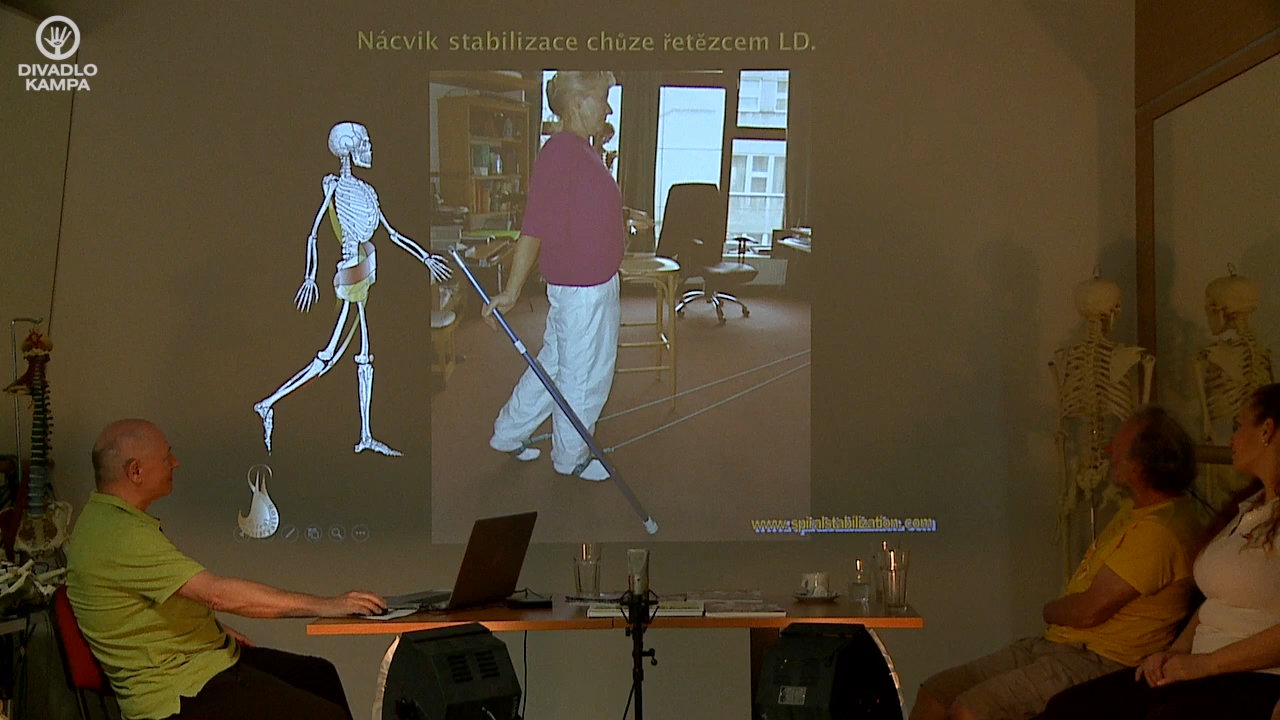 DIVADLO
KAMPA
Nácvik stabilizace chůze řetězcem LD.
www.spiralstabilization.com